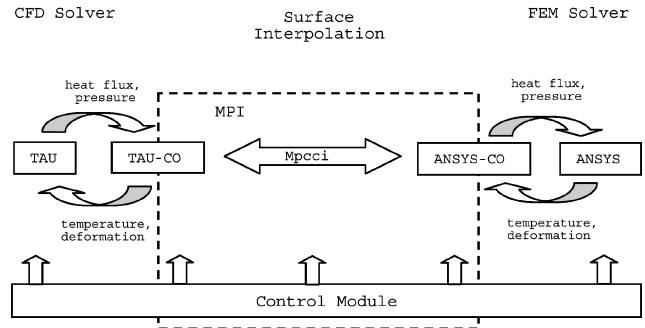 CFD Solver
Surface
Interpolation
FEM Solver
heat flux,
pressure
MPI
heat flux,
pressure
TAU
TAU-CO
Mpcci
ANSYS-CO
ANSYS
temperature,
deformation
temperature,
deformation
Control Module